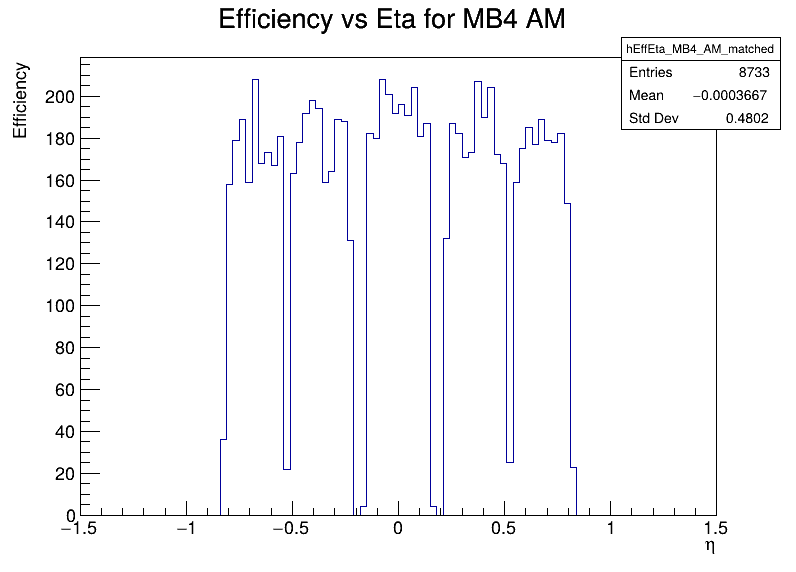 Efficiency vs Eta for MB4 AM
hEffEta_MB4_AM_matched
Entries 8733
Mean −0.0003667
Std Dev 0.4802
Efficiency
200
180
160
140
120
100
80
60
40
20
0
−1.5 −1 −0.5 0 0.5 1 1.5
η